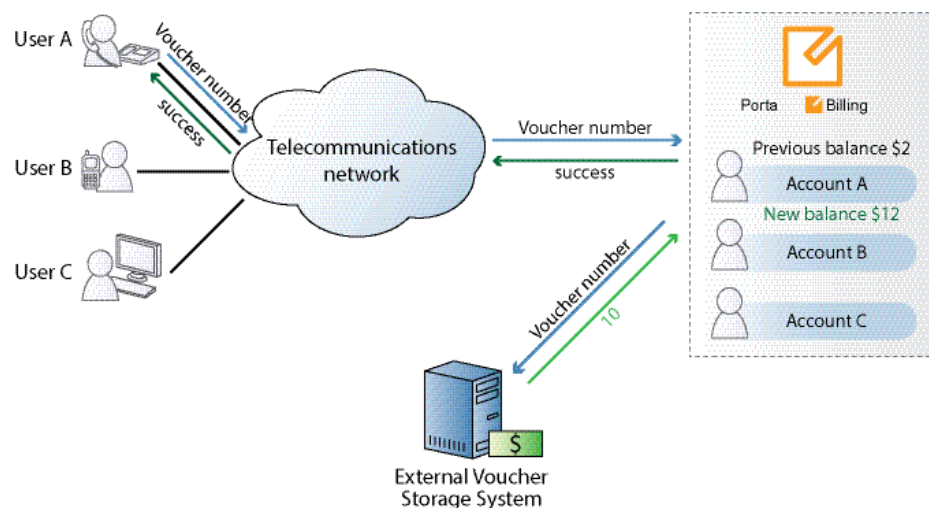 User A
Voucher number
success
User B
User C
Telecommunications
network
Voucher number
success
Porta Billing
Previous balance $2
Account A
New balance $12
Account B
Account C
Voucher number
10
$
External Voucher
Storage System